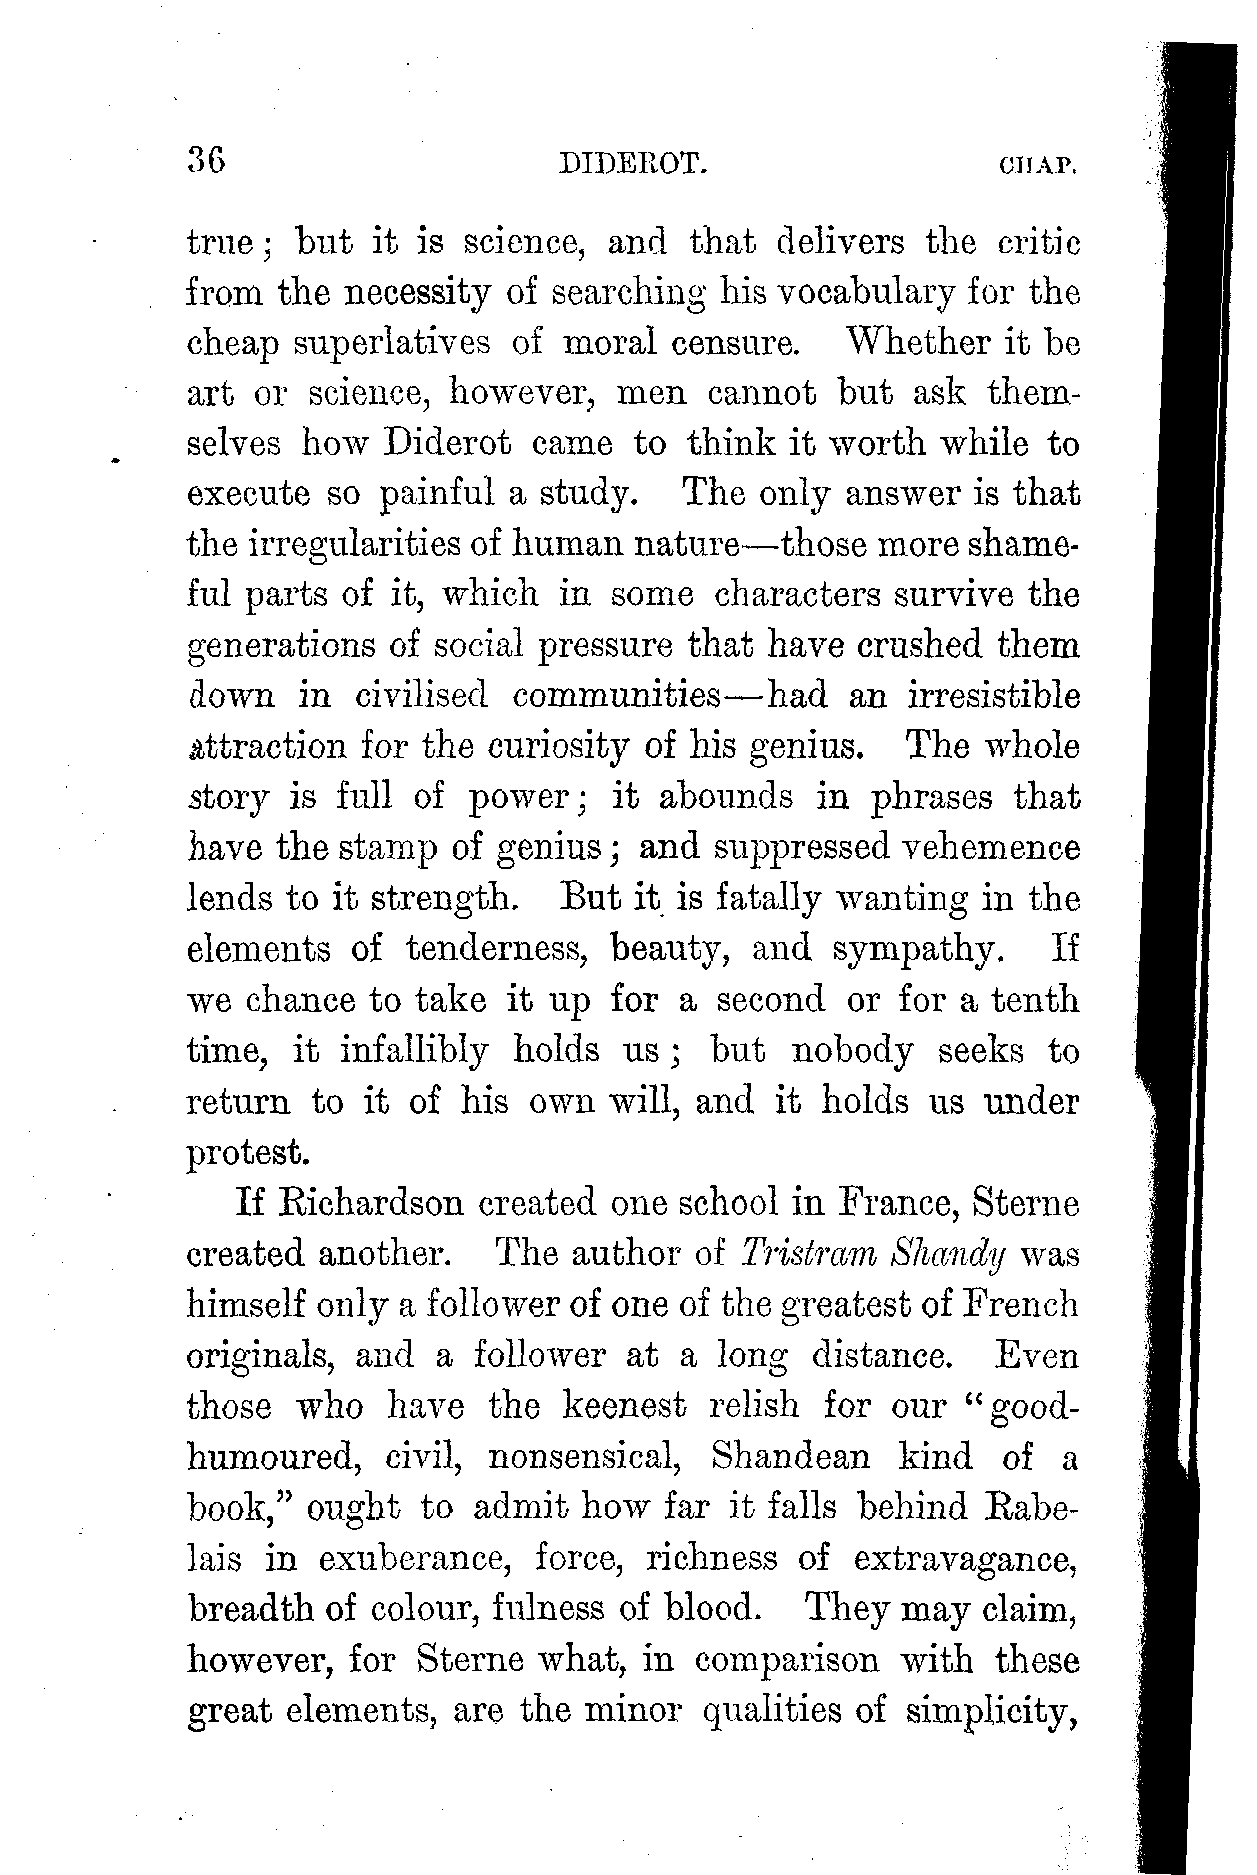 36 DIDEROT. CHAP.
true; but it is science, and that delivers the critic
from the necessity of searching his vocabulary for the
cheap superlatives of moral censure. Whether it be
art or science, however, men cannot but ask them-
selves how Diderot came to think it worth while to
execute so painful a study. The only answer is that
the irregularities of human nature—those more shame-
ful parts of it, which in some characters survive the
generations of social pressure that have crushed them
down in civilised communities—had an irresistible
attraction for the curiosity of his genius. The whole
story is full of power; it abounds in phrases that
have the stamp of genius; and suppressed vehemence
lends to it strength. But it is fatally wanting in the
elements of tenderness, beauty, and sympathy. If
we chance to take it up for a second or for a tenth
time, it infallibly holds us; but nobody seeks to
return to it of his own will, and it holds us under
protest.
If Richardson created one school in France, Sterne
created another. The author of Tristram Shandy was
himself only a follower of one of the greatest of French
originals, and a follower at a long distance. Even
those who have the keenest relish for our “good-
humoured, civil, nonsensical, Shandean kind of a
book,” ought to admit how far it falls behind Rabe-
lais in exuberance, force, richness of extravagance,
breadth of colour, fulness of blood. They may claim,
however, for Sterne what, in comparison with these
great elements, are the minor qualities of simplicity,